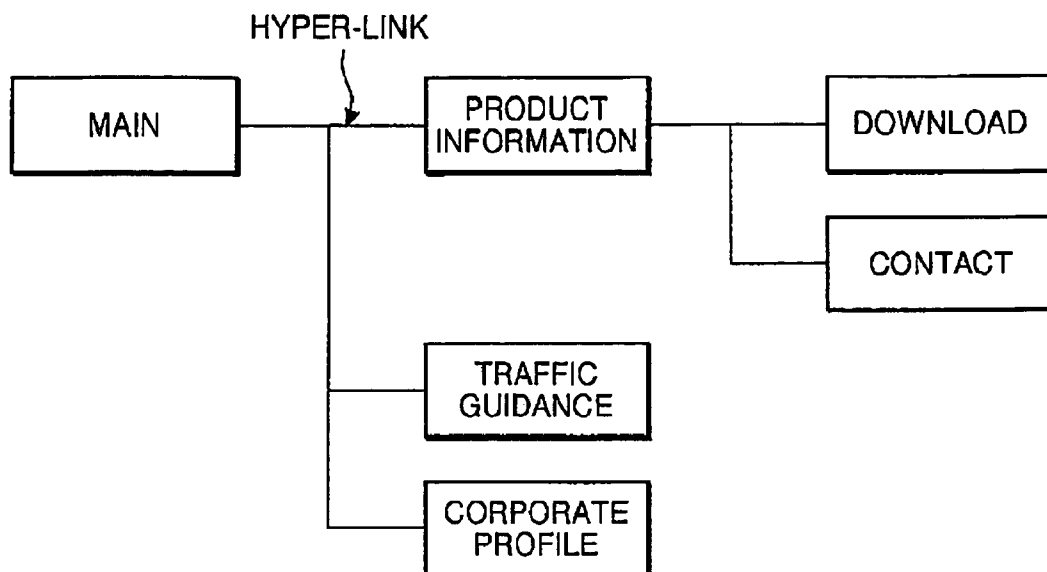 HYPER-LINK
MAIN
PRODUCT
INFORMATION
DOWNLOAD
CONTACT
TRAFFIC
GUIDANCE
CORPORATE
PROFILE